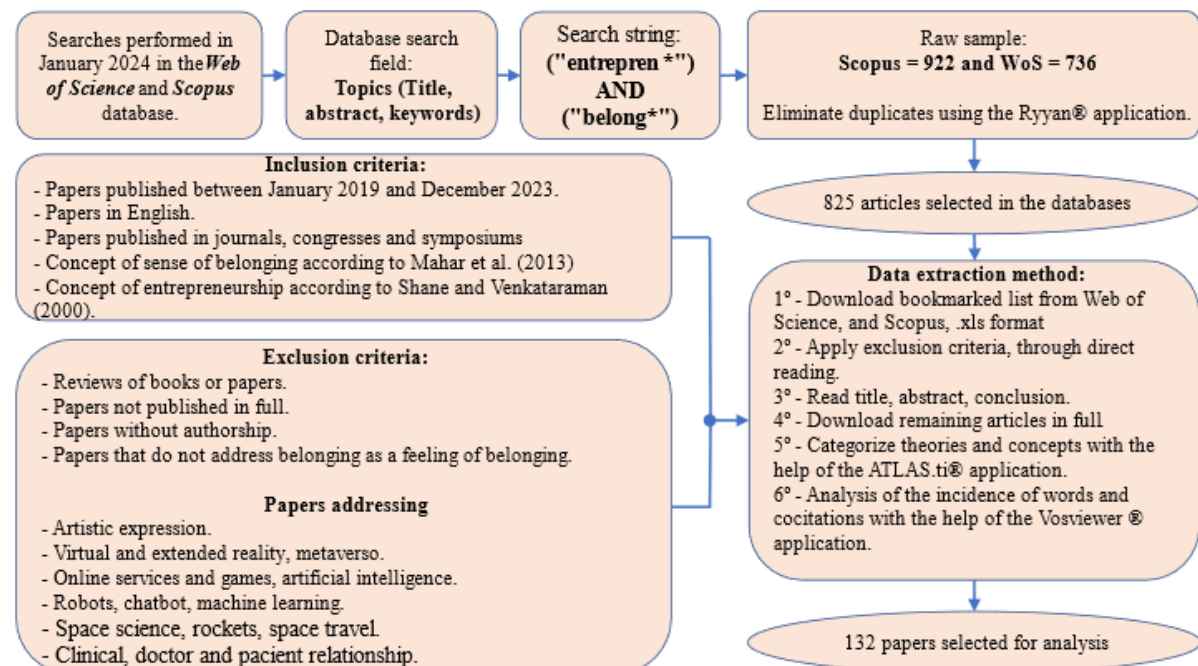 Searches performed in
January 2024 in the Web
of Science and Scopus
database.
Database search
field:
Topics (Title,
abstract, keywords)
Search string:
("entrepren *")
AND
("belong*")
Raw sample:
Scopus = 922 and WoS = 736
Eliminate duplicates using the Ryyan® application.
825 articles selected in the databases
Inclusion criteria:
- Papers published between January 2019 and December 2023.
- Papers in English.
- Papers published in journals, congresses and symposiums
- Concept of sense of belonging according to Mahar et al. (2013)
- Concept of entrepreneurship according to Shane and Venkataraman
(2000).
Exclusion criteria:
- Reviews of books or papers.
- Papers not published in full.
- Papers without authorship.
- Papers that do not address belonging as a feeling of belonging.
Papers addressing
- Artistic expression.
- Virtual and extended reality, metaverso.
- Online services and games, artificial intelligence.
- Robots, chatbot, machine learning.
- Space science, rockets, space travel.
- Clinical, doctor and pacient relationship.
Data extraction method:
1º - Download bookmarked list from Web of
Science, and Scopus, .xls format
2º - Apply exclusion criteria, through direct
reading.
3º - Read title, abstract, conclusion.
4º - Download remaining articles in full
5º - Categorize theories and concepts with the
help of the ATLAS.ti® application.
6º - Analysis of the incidence of words and
cocitations with the help of the Vosviewer ®
application.
132 papers selected for analysis